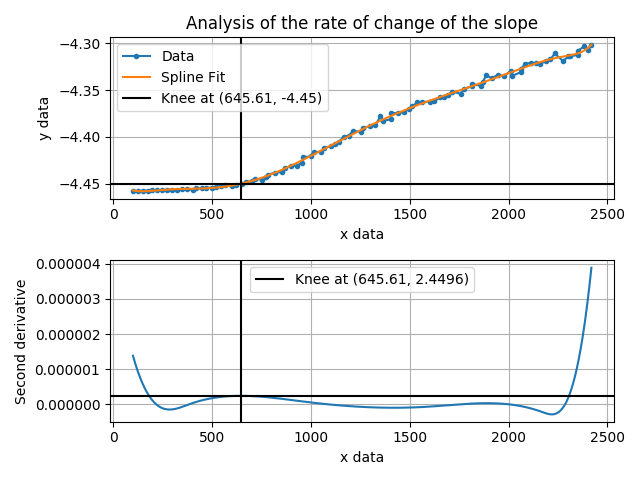 Analysis of the rate of change of the slope
−4.30
−4.35
−4.40
−4.45
y data
Data
Spline Fit
Knee at (645.61, -4.45)
0 500 1000 1500 2000 2500
x data
0.000004
0.000003
0.000002
0.000001
0.000000
Second derivative
Knee at (645.61, 2.4496)
0 500 1000 1500 2000 2500
x data